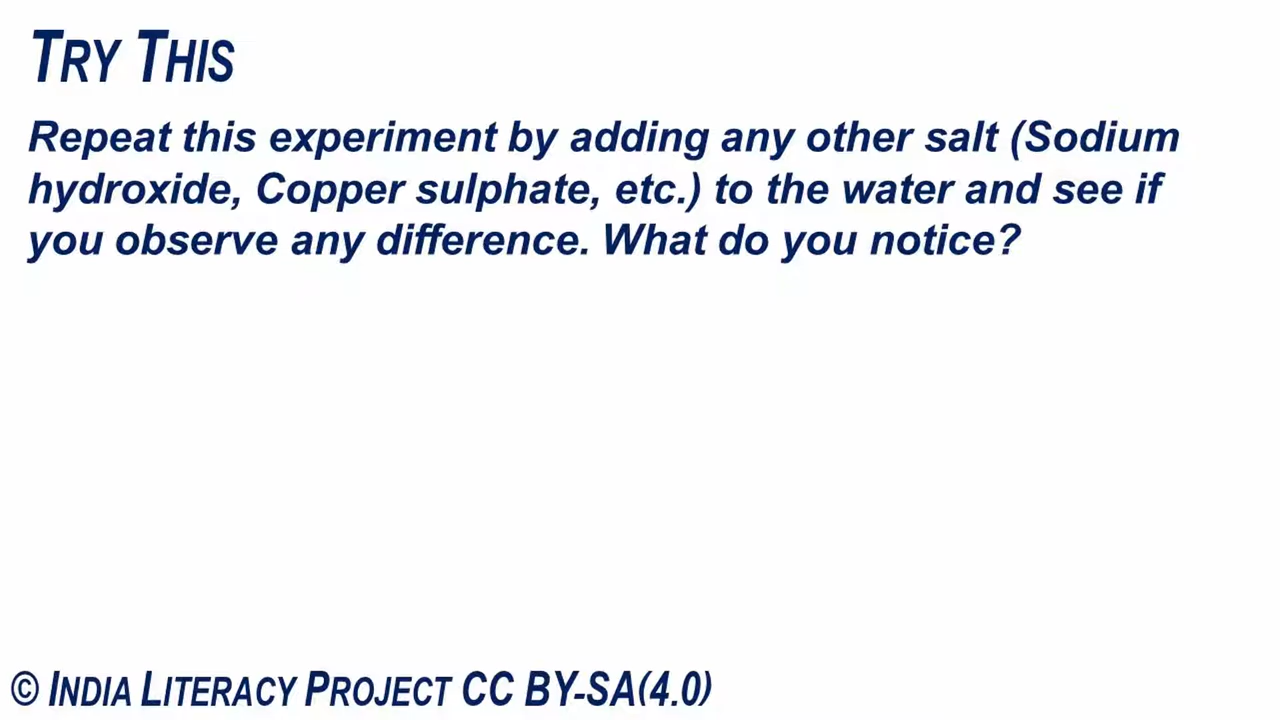 TRY THIS
Repeat this experiment by adding any other salt (Sodium
hydroxide, Copper sulphate, etc.) to the water and see if
you observe any difference. What do you notice?
© INDIA LITERACY PROJECT CC BY-SA(4.0)